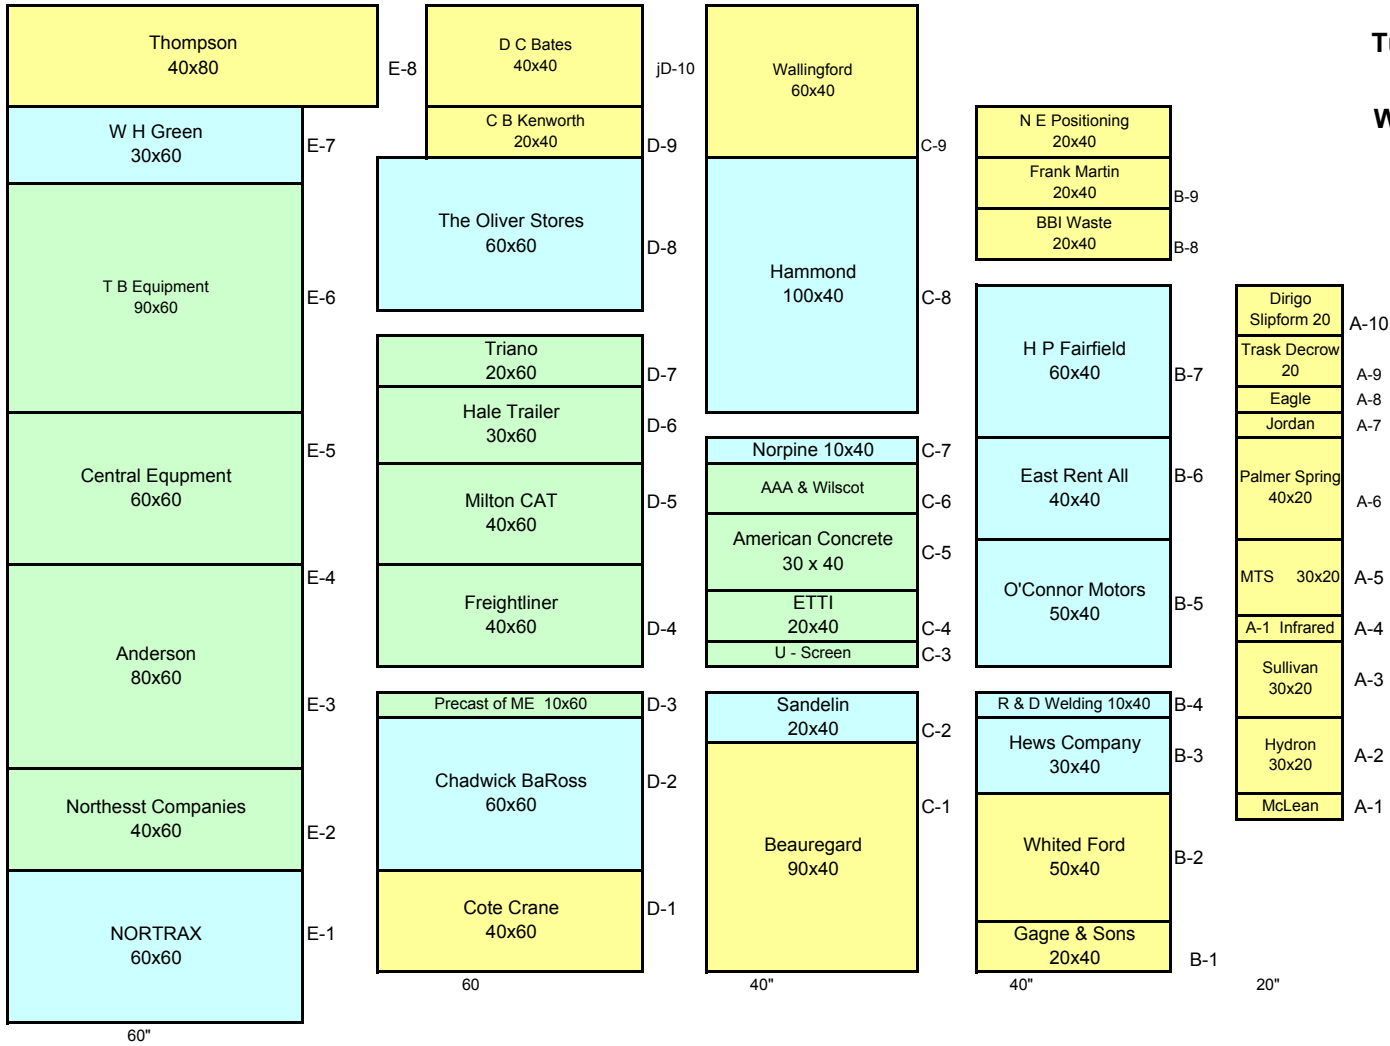 Thompson
40x80
E-8
W H Green
30x60
E-7
T B Equipment
90x60
E-6
E-5
Central Equpment
60x60
E-4
Anderson
80x60
E-3
Northesst Companies
40x60
E-2
NORTRAX
60x60
E-1
60"
D C Bates
40x40
jD-10
C B Kenworth
20x40
D-9
The Oliver Stores
60x60
D-8
Triano
20x60
D-7
Hale Trailer
30x60
D-6
Milton CAT
40x60
D-5
Freightliner
40x60
D-4
Precast of ME 10x60
D-3
Chadwick BaRoss
60x60
D-2
Cote Crane
40x60
D-1
60
Wallingford
60x40
C-9
Hammond
100x40
C-8
Norpine 10x40
C-7
AAA & Wilscot
C-6
American Concrete
30 x 40
C-5
ETTI
20x40
C-4
U - Screen
C-3
Sandelin
20x40
C-2
Beauregard
90x40
C-1
40"
N E Positioning
20x40
Frank Martin
20x40
B-9
BBI Waste
20x40
B-8
H P Fairfield
60x40
B-7
East Rent All
40x40
B-6
O'Connor Motors
50x40
B-5
R & D Welding 10x40
B-4
Hews Company
30x40
B-3
Whited Ford
50x40
B-2
Gagne & Sons
20x40
B-1
40"
Dirigo
Slipform 20
A-10
Trask Decrow
20
A-9
Eagle
A-8
Jordan
A-7
Palmer Spring
40x20
A-6
MTS 30x20
A-5
A-1 Infrared
A-4
Sullivan
30x20
A-3
Hydron
30x20
A-2
McLean
A-1
20"
W